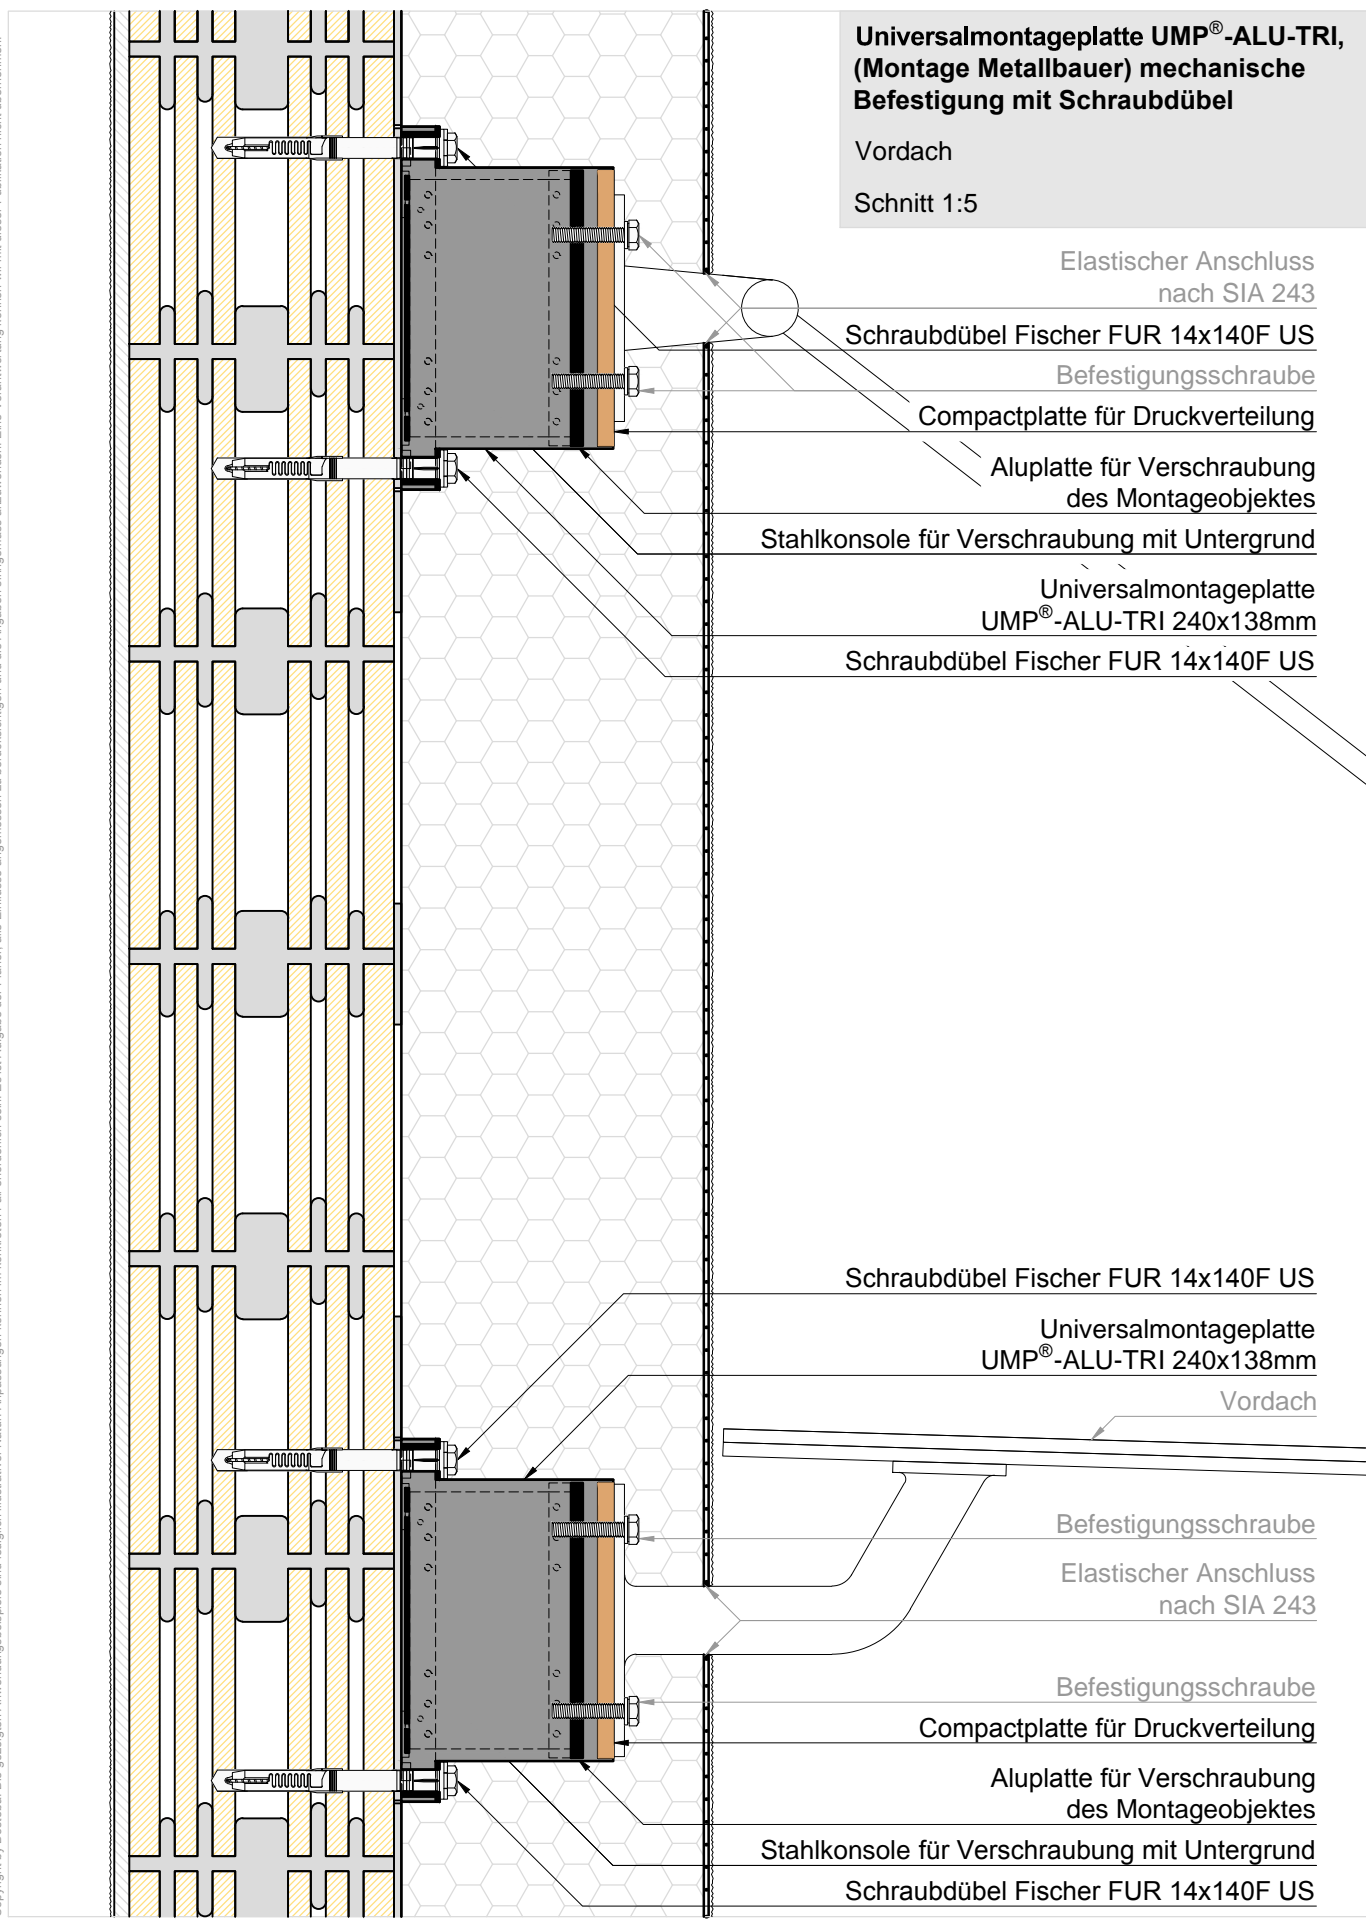 Universalmontageplatte UMP®-ALU-TRI,
(Montage Metallbauer) mechanische
Befestigung mit Schraubdübel
Vordach
Schnitt 1:5
Elastischer Anschluss
nach SIA 243
Schraubdübel Fischer FUR 14x140F US
Befestigungsschraube
Compactplatte für Druckverteilung
Aluplatte für Verschraubung
des Montageobjektes
Stahlkonsole für Verschraubung mit Untergrund
Universalmontageplatte
UMP®-ALU-TRI 240x138mm
Schraubdübel Fischer FUR 14x140F US
Schraubdübel Fischer FUR 14x140F US
Universalmontageplatte
UMP®-ALU-TRI 240x138mm
Vordach
Befestigungsschraube
Elastischer Anschluss
nach SIA 243
Befestigungsschraube
Compactplatte für Druckverteilung
Aluplatte für Verschraubung
des Montageobjektes
Stahlkonsole für Verschraubung mit Untergrund
Schraubdübel Fischer FUR 14x140F US